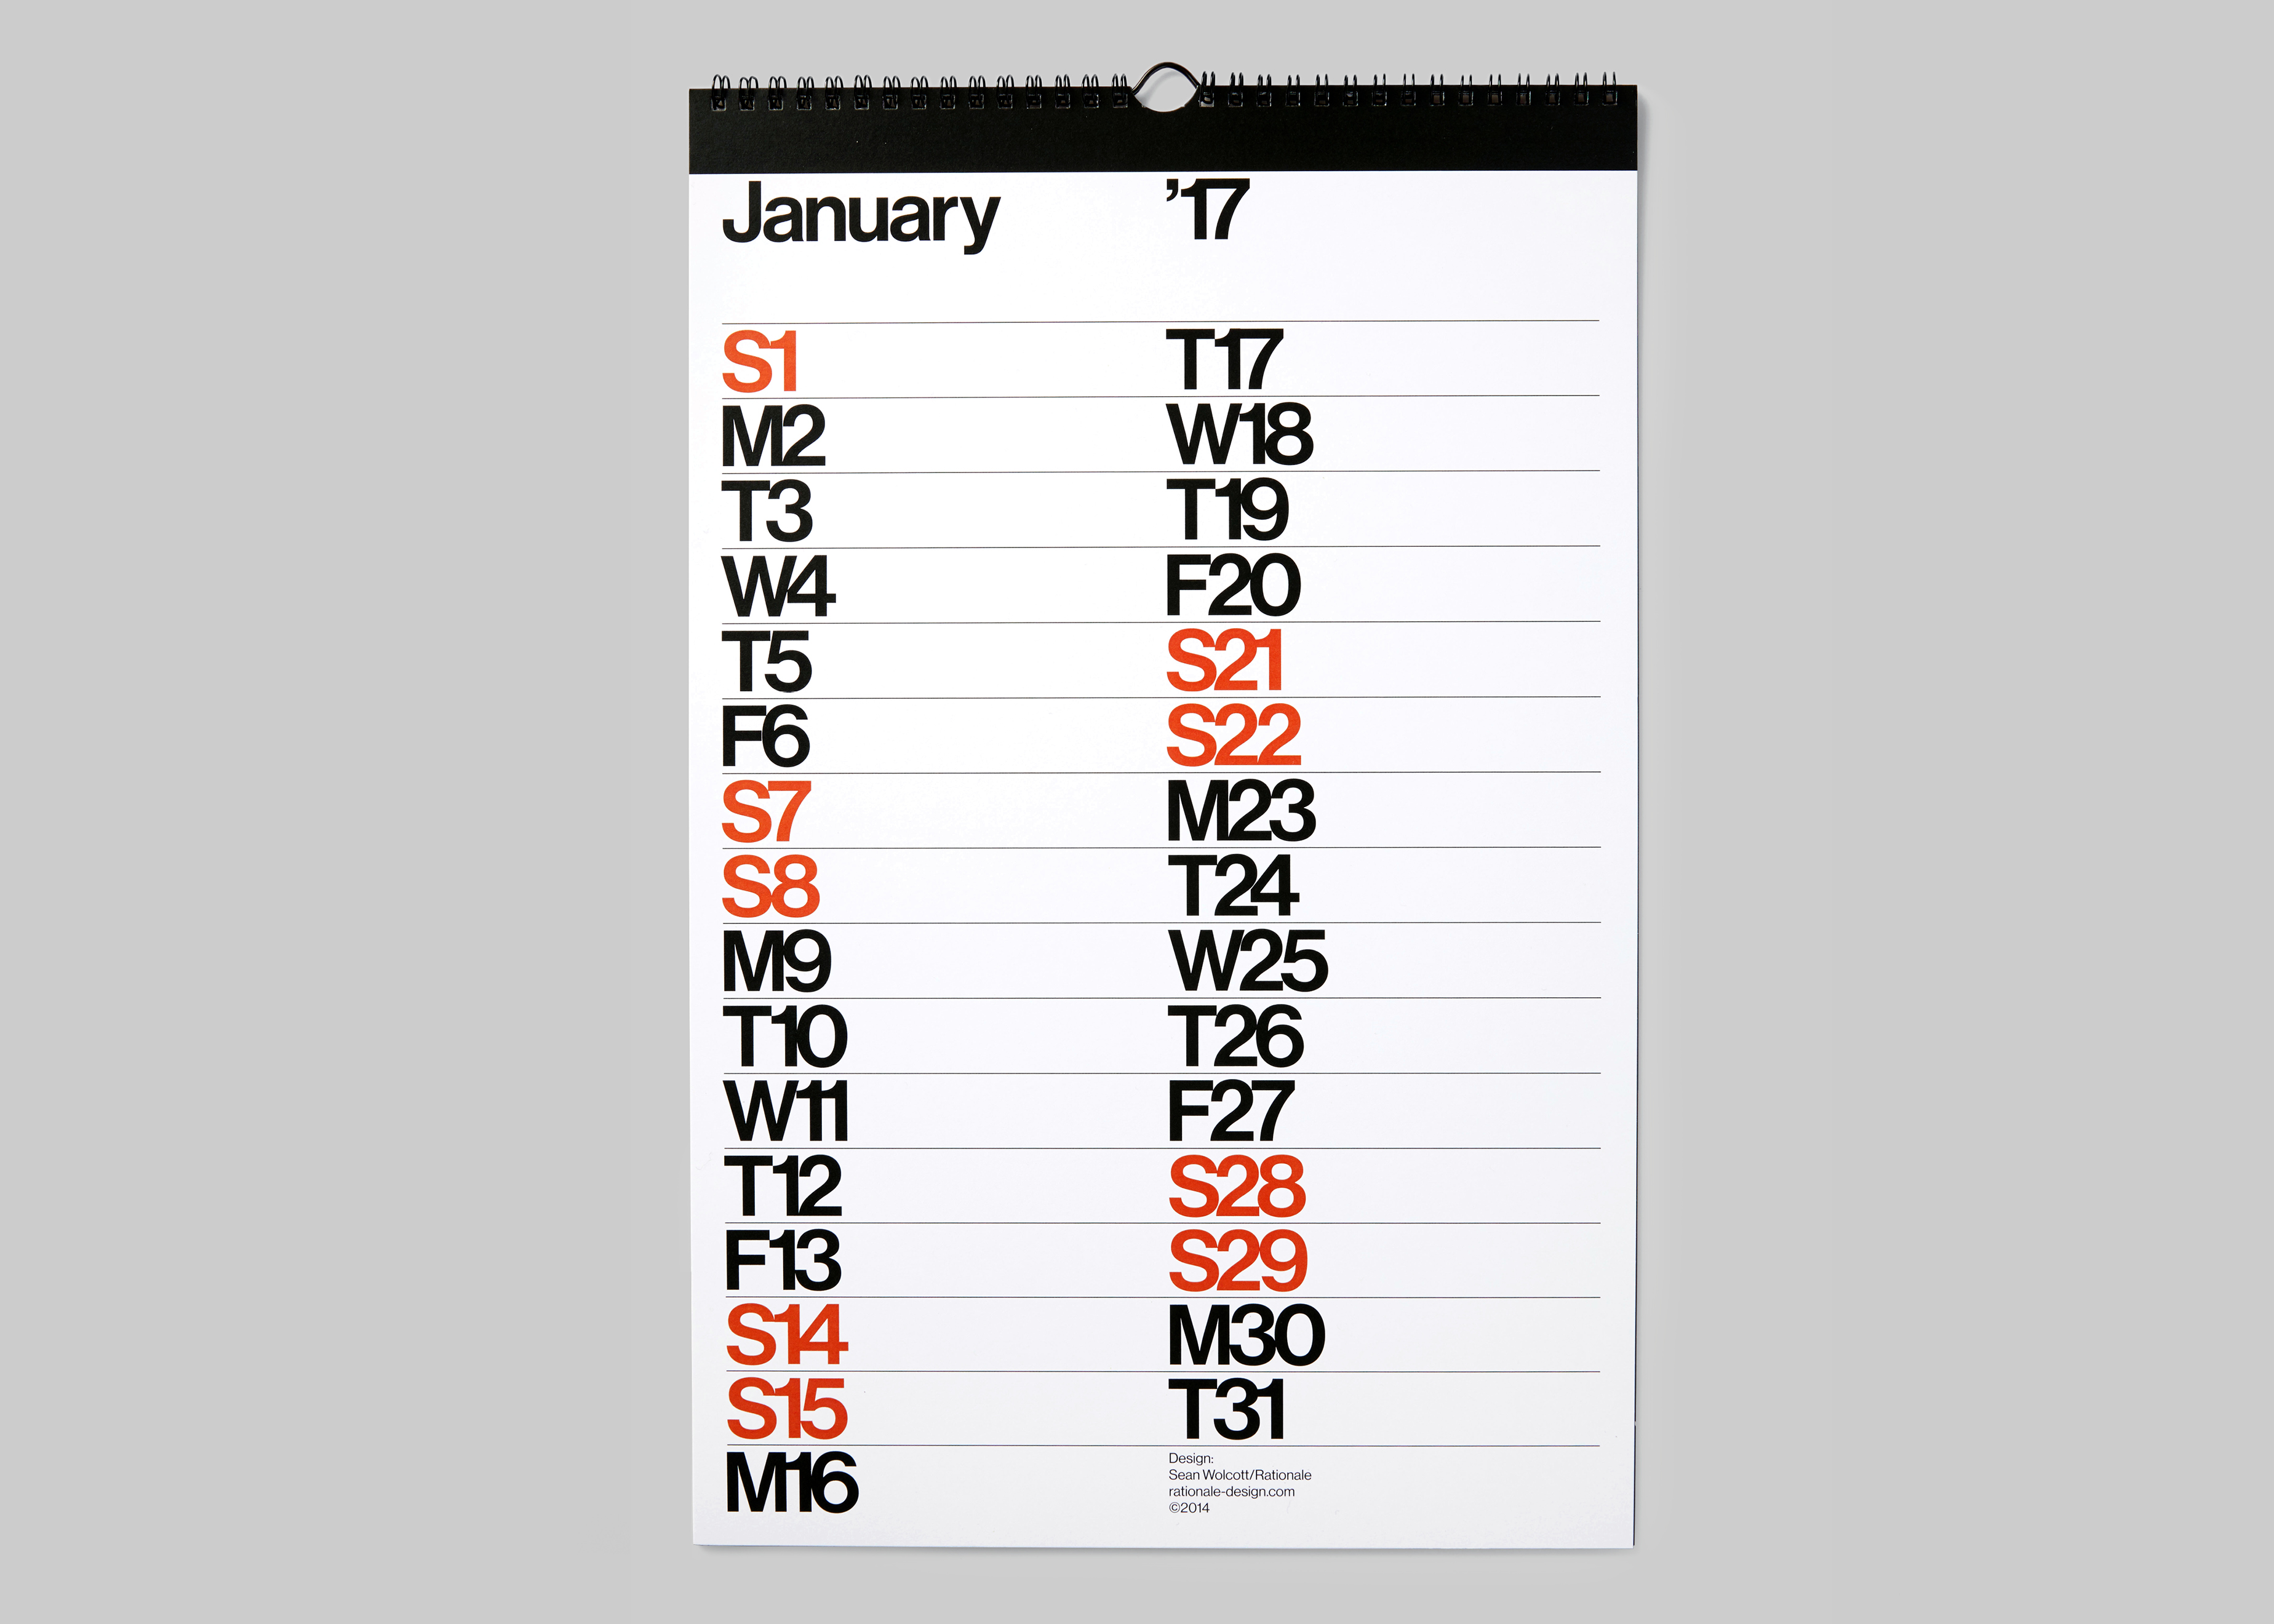 January ’17
S1
M2
T3
W4
T5
F6
S7
S8
M9
T10
W11
T12
F13
S14
S15
M16
T17
W18
T19
F20
S21
S22
M23
T24
W25
T26
F27
S28
S29
M30
T31
Design:
Sean Wolcott/Rationale
rationale-design.com
©2014